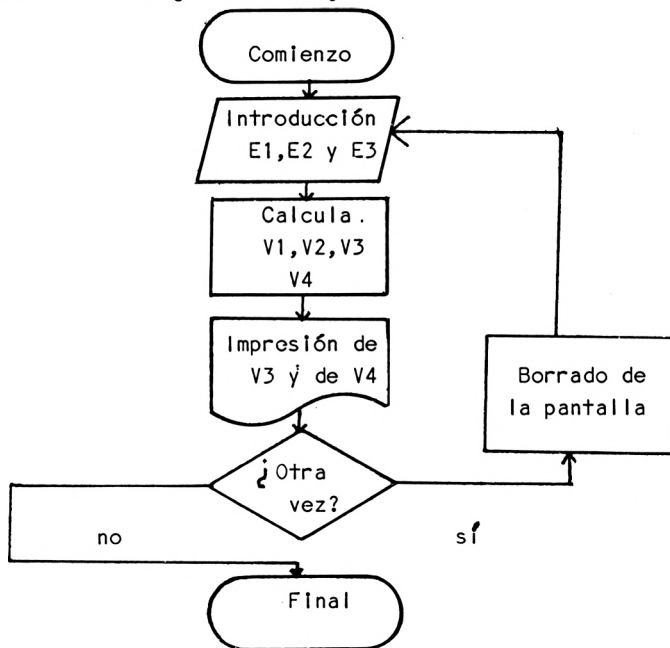 Comienzo
Introducción
E1,E2 y E3
Calcula.
V1,V2,V3
V4
Impresión de
V3 y de V4
Borrado de
la pantalla
¿Otra
vez?
no
sí
Final